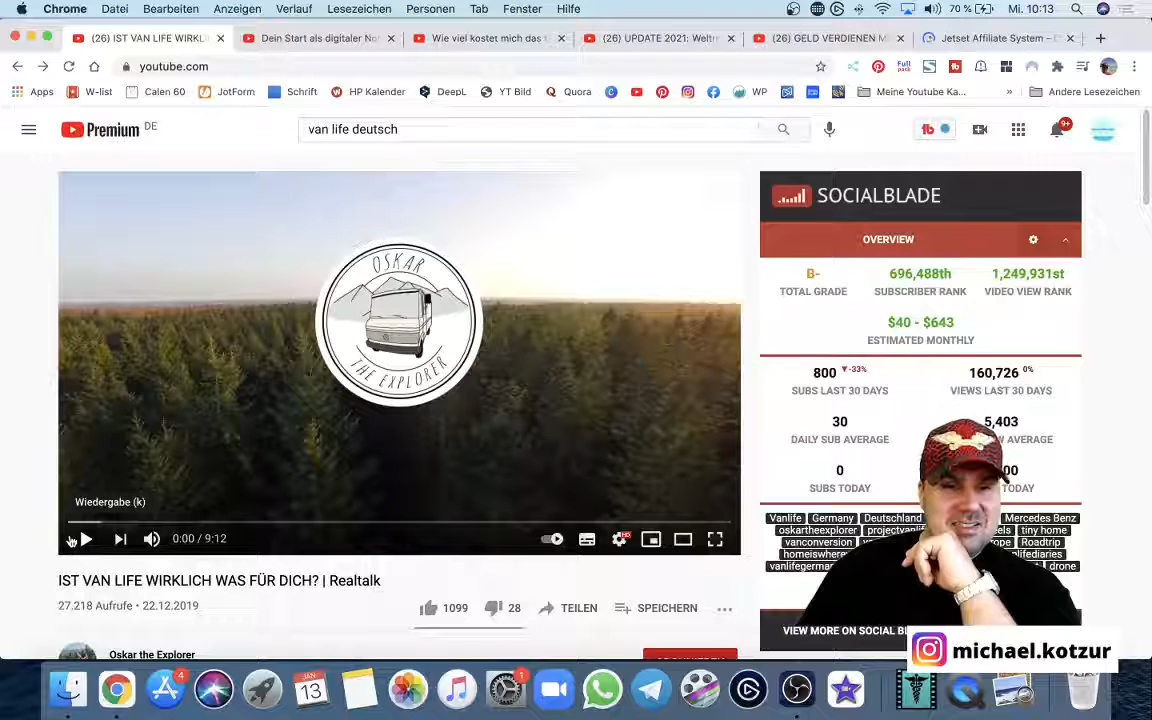 Chrome Datei Bearbeiten Anzeigen Verlauf Lesezeichen Personen Tab Fenster Hilfe 70 % Mi. 10:13
(26) IST VAN LIFE WIRKLI × Dein Start als digitaler No × Wie viel kostet mich das × (26) UPDATE 2021: Welt × (26) GELD VERDIENEN M × Jetset Affiliate System – × +
youtube.com
Apps W-list Calen 60 JotForm Schrift HP Kalender DeepL YT Bild Quora WP Meine Youtube Ka... » Andere Lesezeichen
Premium DE
van life deutsch
9+
SOCIALBLADE
OVERVIEW
B- 696,488th 1,249,931st
TOTAL GRADE SUBSCRIBER RANK VIDEO VIEW RANK
$40 - $643
ESTIMATED MONTHLY
800 -33% 160,726 0%
SUBS LAST 30 DAYS VIEWS LAST 30 DAYS
30 5,403
DAILY SUB AVERAGE AVERAGE
0
SUBS TODAY TODAY
Vanlife Germany Deutschland Mercedes Benz
oskartheexplorer projectvanli tiny home
vanconversion Roadtrip
homeiswhere
vanlifegerman drone
VIEW MORE ON SOCIAL BL
OSKAR
THE EXPLORER
Wiedergabe (k)
0:00 / 9:12
HD
IST VAN LIFE WIRKLICH WAS FÜR DICH? | Realtalk
27.218 Aufrufe • 22.12.2019
1099 28 TEILEN SPEICHERN
Oskar the Explorer
michael.kotzur
4 JAN 13 1